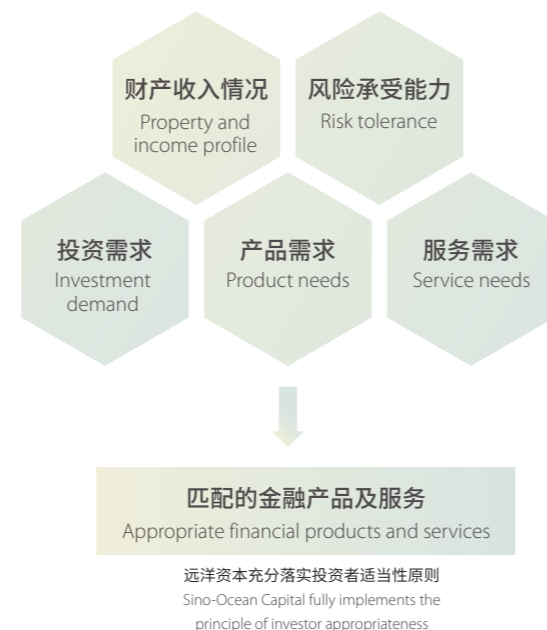 财产收入情况
Property and
income profile
风险承受能力
Risk tolerance
投资需求
Investment
demand
产品需求
Product needs
服务需求
Service needs
匹配的金融产品及服务
Appropriate financial products and services
远洋资本充分落实投资者适当性原则
Sino-Ocean Capital fully implements the
principle of investor appropriateness